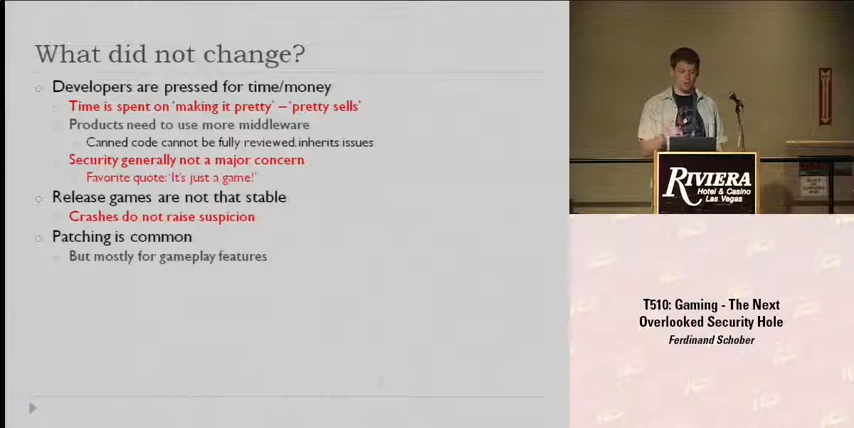 What did not change?
Developers are pressed for time/money
Time is spent on 'making it pretty' – 'pretty sells'
Products need to use more middleware
Canned code cannot be fully reviewed, inherits issues
Security generally not a major concern
Favorite quote: 'It's just a game!'
Release games are not that stable
Crashes do not raise suspicion
Patching is common
But mostly for gameplay features
RIVIERA
Hotel & Casino
Las Vegas
T510: Gaming - The Next
Overlooked Security Hole
Ferdinand Schober